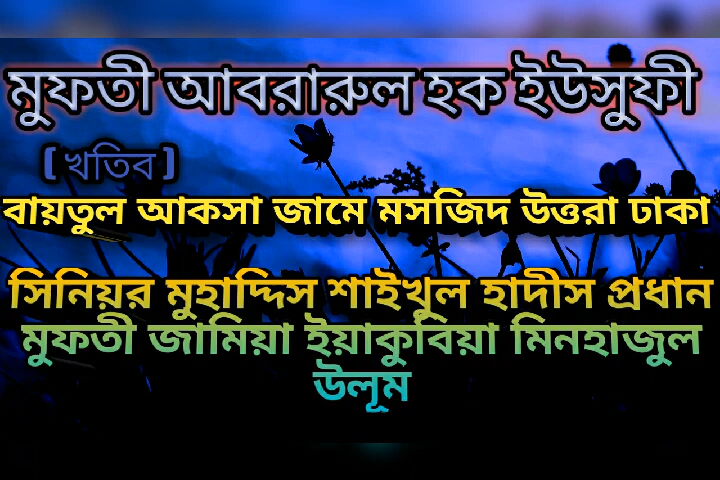 মুফতী আবরারুল হক ইউসুফী
[খতিব]
বায়তুল আকসা জামে মসজিদ উত্তরা ঢাকা
সিনিয়র মুহাদ্দিস শাইখুল হাদীস প্রধান
মুফতী জামিয়া ইয়াকুবিয়া মিনহাজুল
উলূম